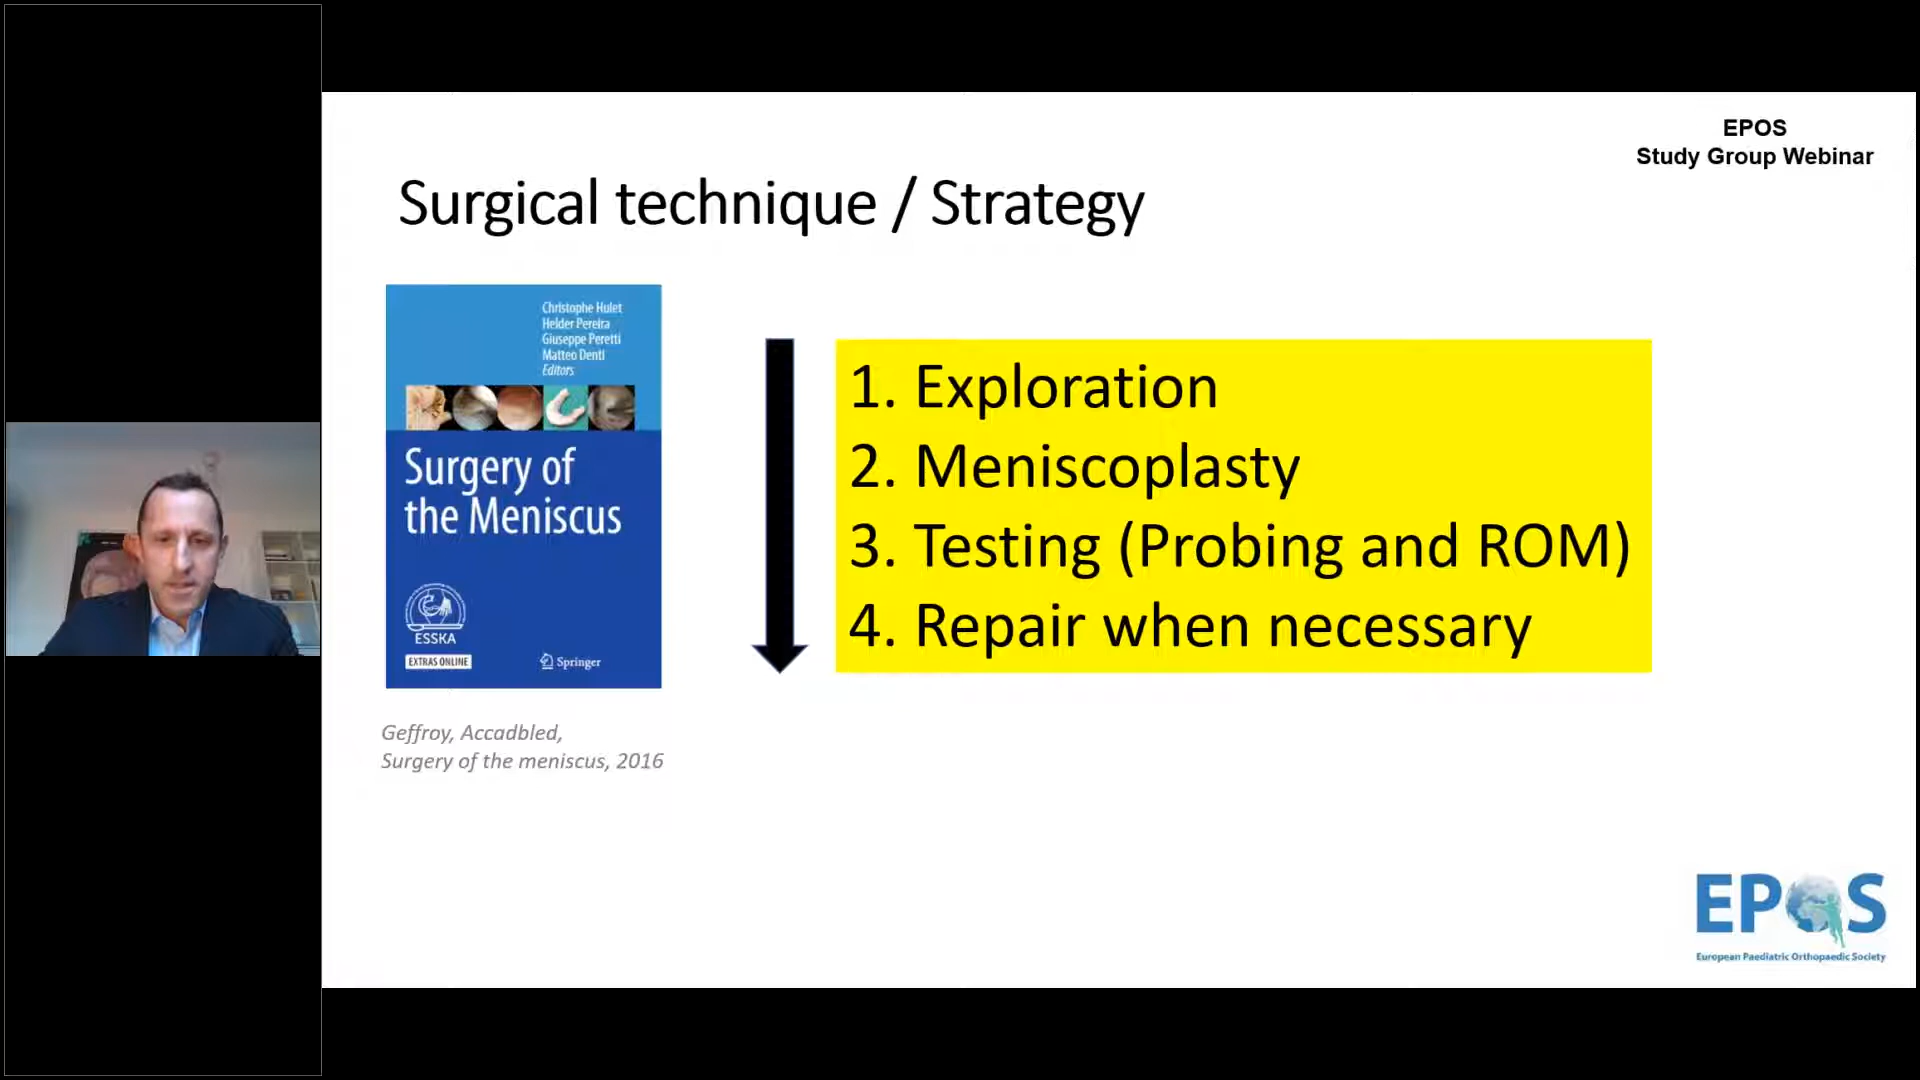 EPOS
Study Group Webinar
Surgical technique / Strategy
Christophe Hulet
Helder Pereira
Giuseppe Peretti
Matteo Denti
Editors
Surgery of
the Meniscus
ESSKA
EXTRAS ONLINE
Springer
Geffroy, Accadbled,
Surgery of the meniscus, 2016
1. Exploration
2. Meniscoplasty
3. Testing (Probing and ROM)
4. Repair when necessary
EPOS
European Paediatric Orthopaedic Society